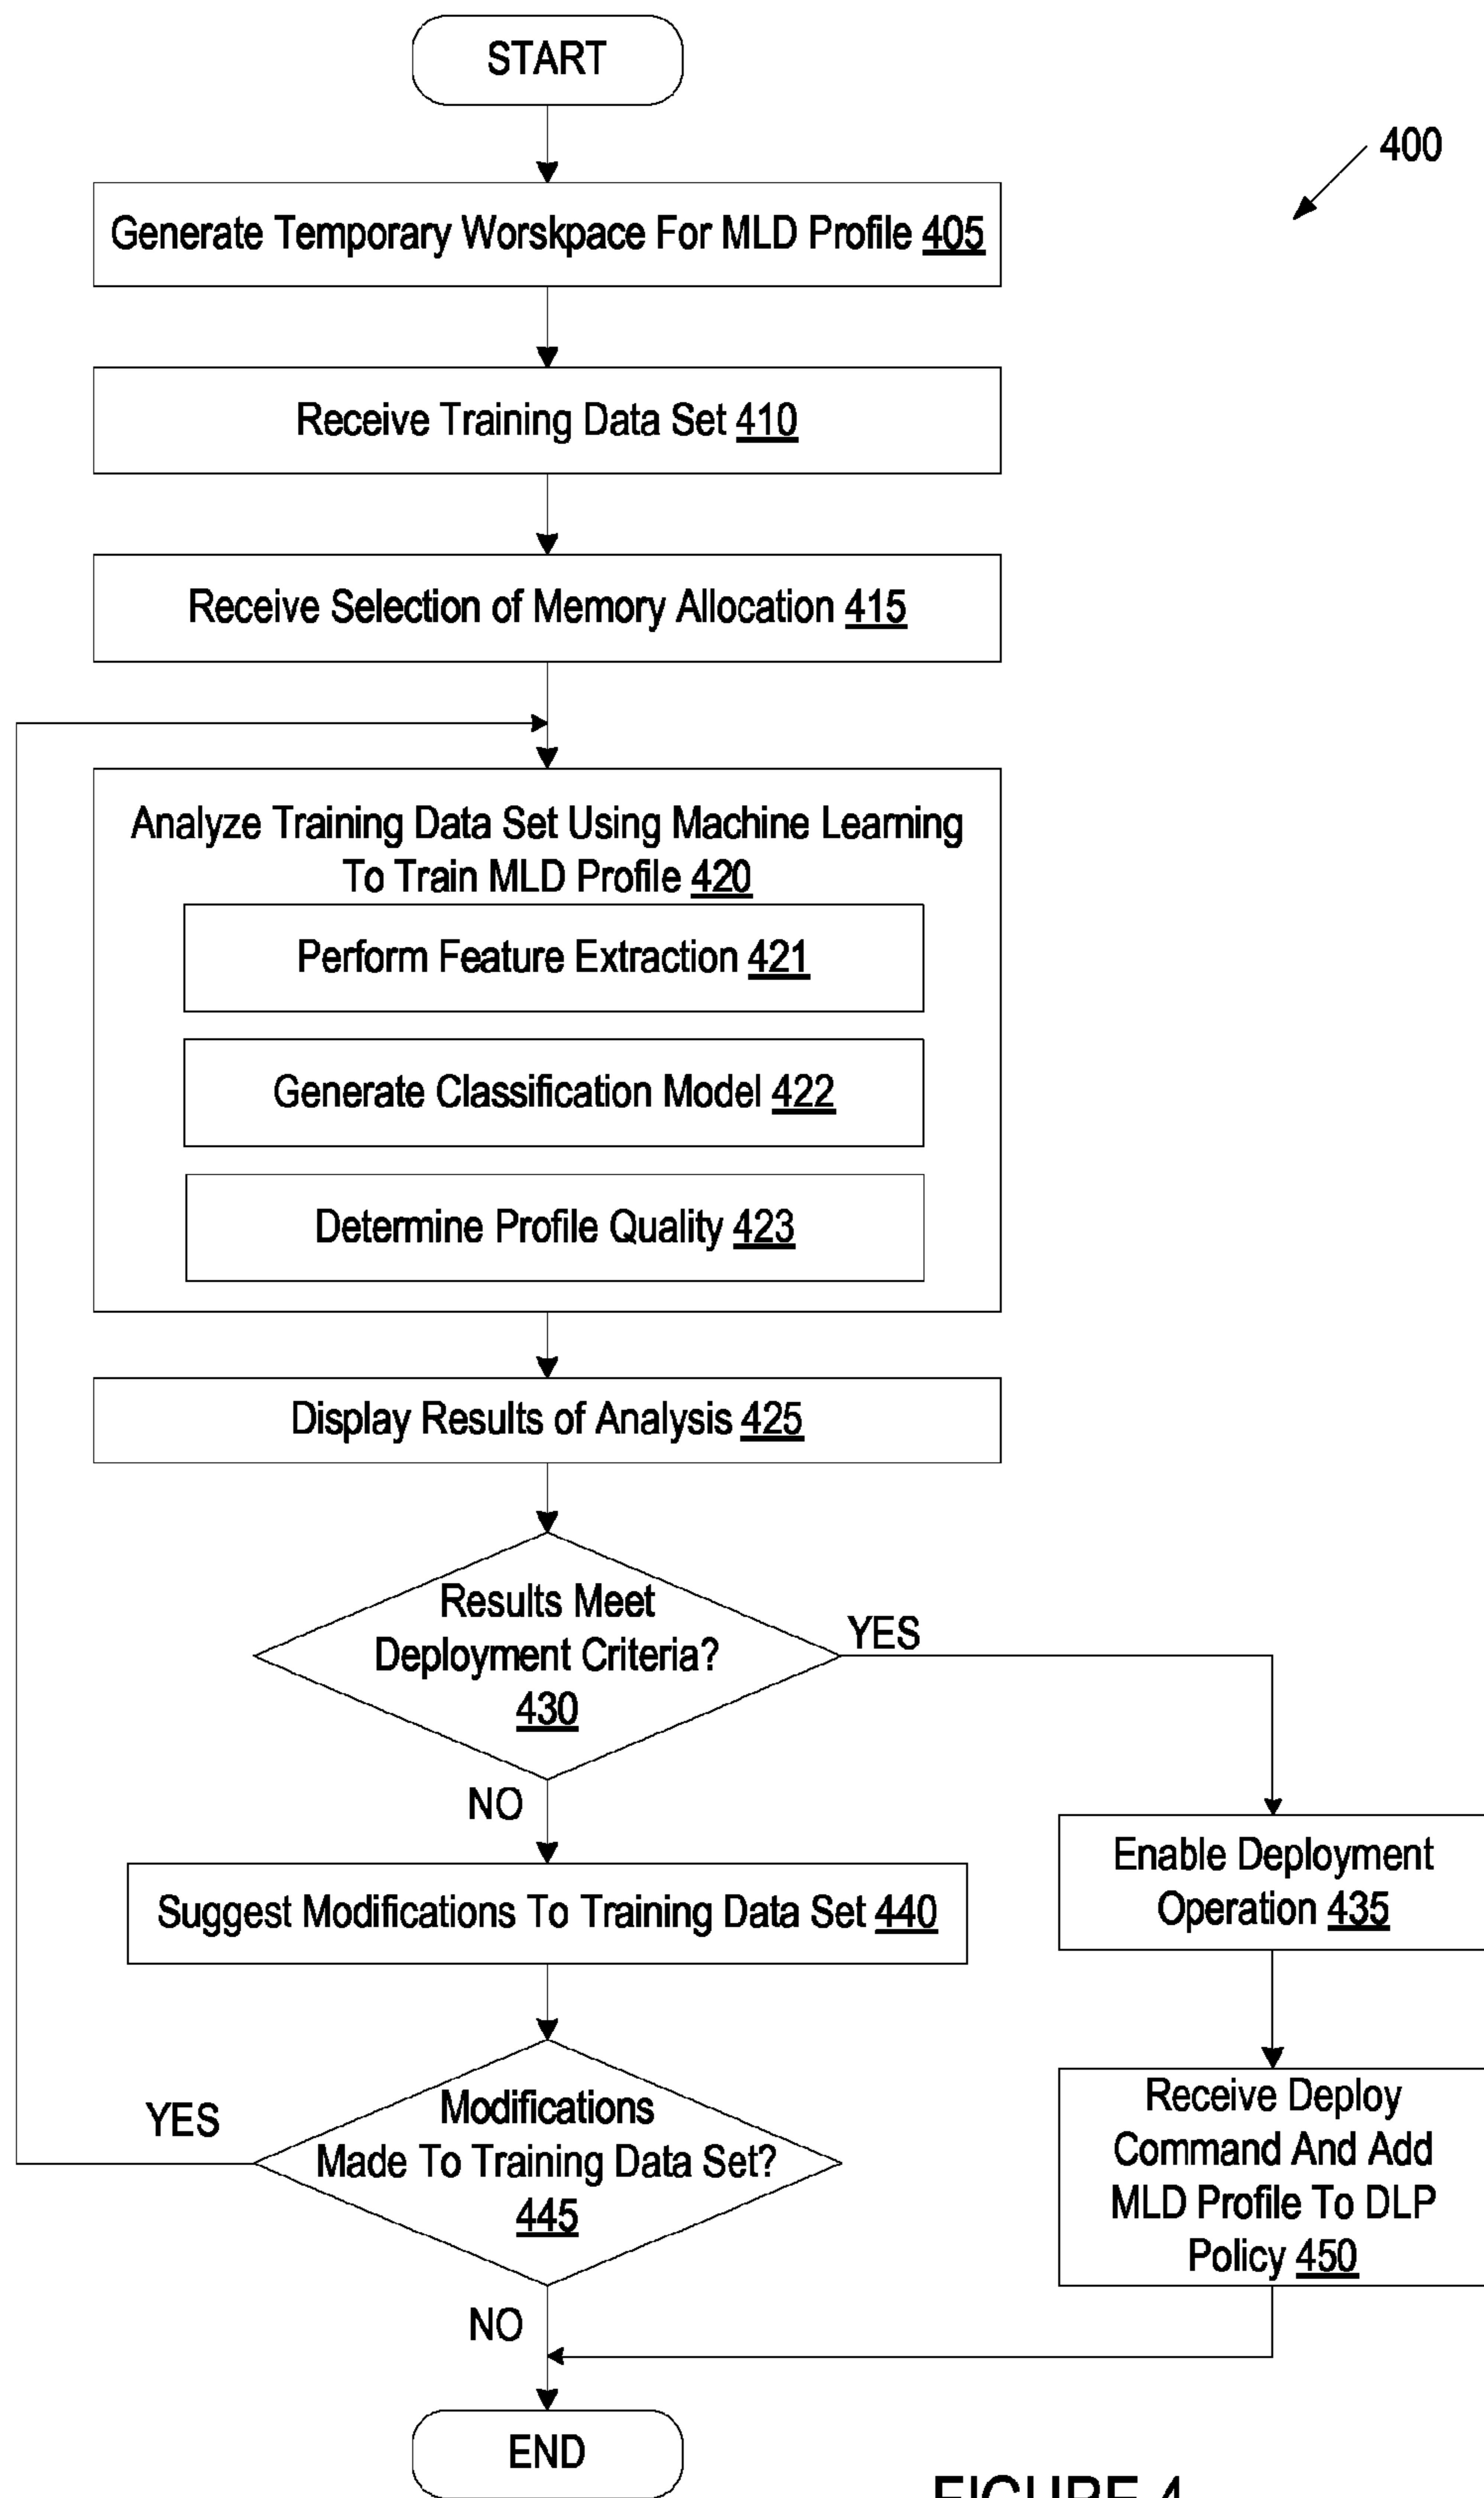 START
400
Generate Temporary Worskpace For MLD Profile 405
Receive Training Data Set 410
Receive Selection of Memory Allocation 415
Analyze Training Data Set Using Machine Learning
To Train MLD Profile 420
Perform Feature Extraction 421
Generate Classification Model 422
Determine Profile Quality 423
Display Results of Analysis 425
Results Meet
Deployment Criteria?
430
YES
NO
Enable Deployment
Operation 435
Suggest Modifications To Training Data Set 440
Modifications
Made To Training Data Set?
445
YES
NO
Receive Deploy
Command And Add
MLD Profile To DLP
Policy 450
END
FIGURE 4